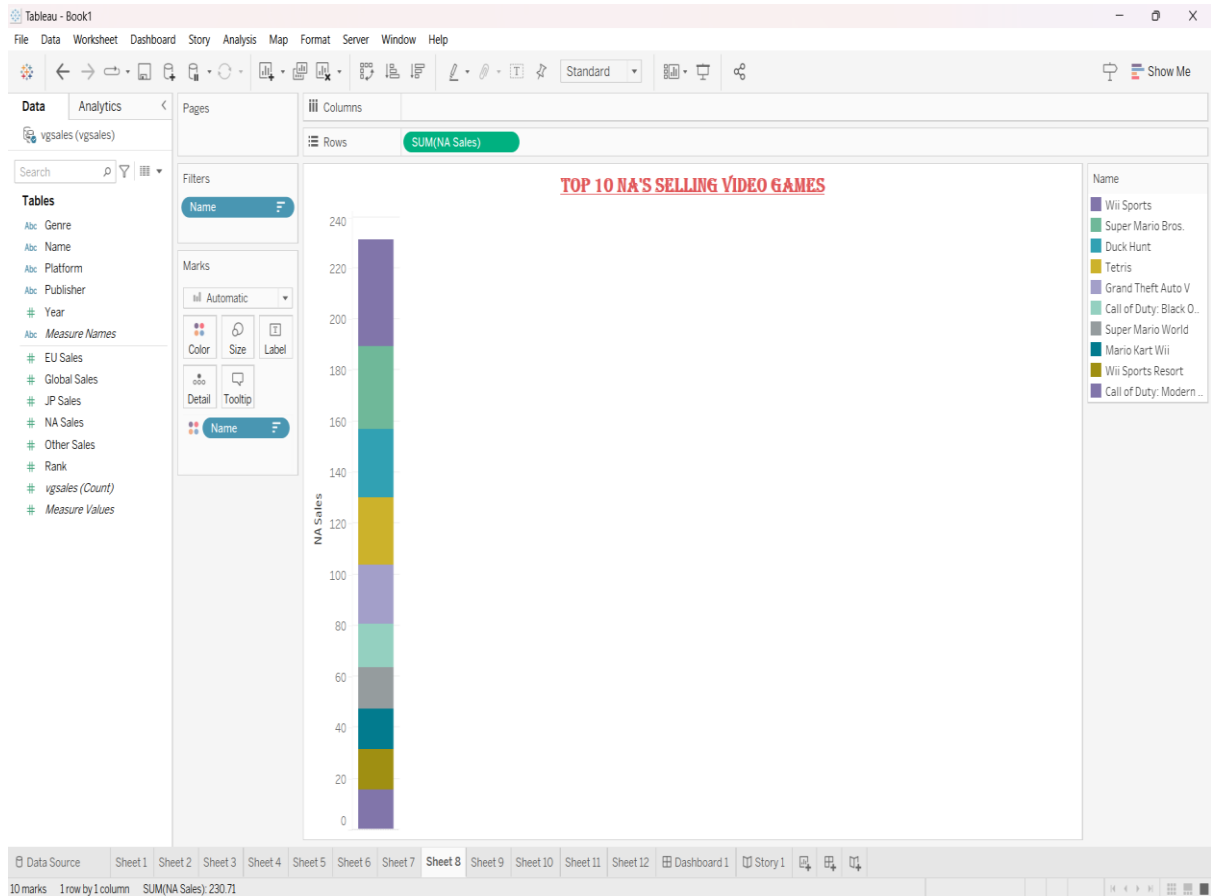 Tableau - Book1
File Data Worksheet Dashboard Story Analysis Map Format Server Window Help
Standard
Show Me
Data Analytics
vgsales (vgsales)
Search
Tables
Abc Genre
Abc Name
Abc Platform
Abc Publisher
# Year
Abc Measure Names
# EU Sales
# Global Sales
# JP Sales
# NA Sales
# Other Sales
# Rank
# vgsales (Count)
# Measure Values
Pages
Filters
Name
Marks
Automatic
Color Size Label
Detail Tooltip
Name
Columns
Rows SUM(NA Sales)
TOP 10 NA'S SELLING VIDEO GAMES
NA Sales
240
220
200
180
160
140
120
100
80
60
40
20
0
Name
Wii Sports
Super Mario Bros.
Duck Hunt
Tetris
Grand Theft Auto V
Call of Duty: Black O..
Super Mario World
Mario Kart Wii
Wii Sports Resort
Call of Duty: Modern ..
Data Source Sheet 1 Sheet 2 Sheet 3 Sheet 4 Sheet 5 Sheet 6 Sheet 7 Sheet 8 Sheet 9 Sheet 10 Sheet 11 Sheet 12 Dashboard 1 Story 1
10 marks 1 row by 1 column SUM(NA Sales): 230.71